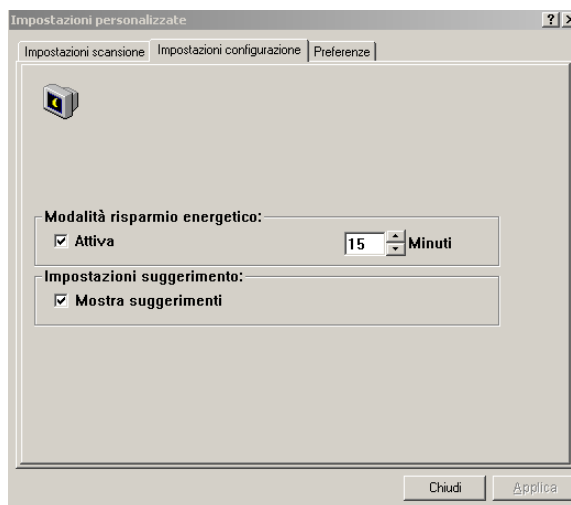 Impostazioni personalizzate
Impostazioni scansione
Impostazioni configurazione
Preferenze
Modalità risparmio energetico:
Attiva
15
Minuti
Impostazioni suggerimento:
Mostra suggerimenti
Chiudi
Applica